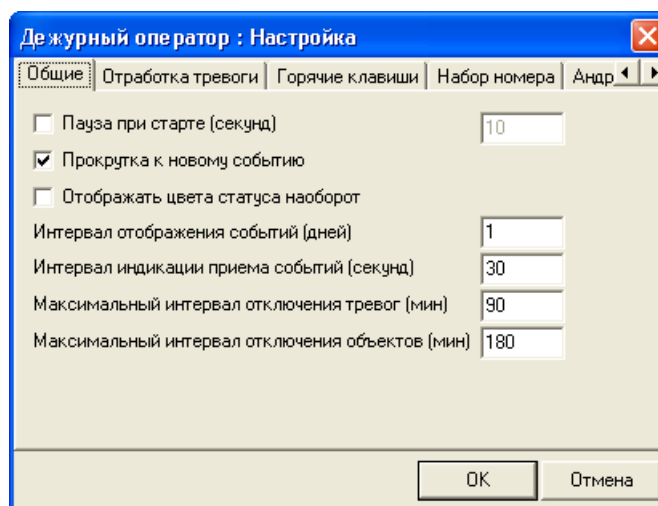 Дежурный оператор : Настройка
Общие Отработка тревоги Горячие клавиши Набор номера Андр
Пауза при старте (секунд) 10
Прокрутка к новому событию
Отображать цвета статуса наоборот
Интервал отображения событий (дней) 1
Интервал индикации приема событий (секунд) 30
Максимальный интервал отключения тревог (мин) 90
Максимальный интервал отключения объектов (мин) 180
OK Отмена